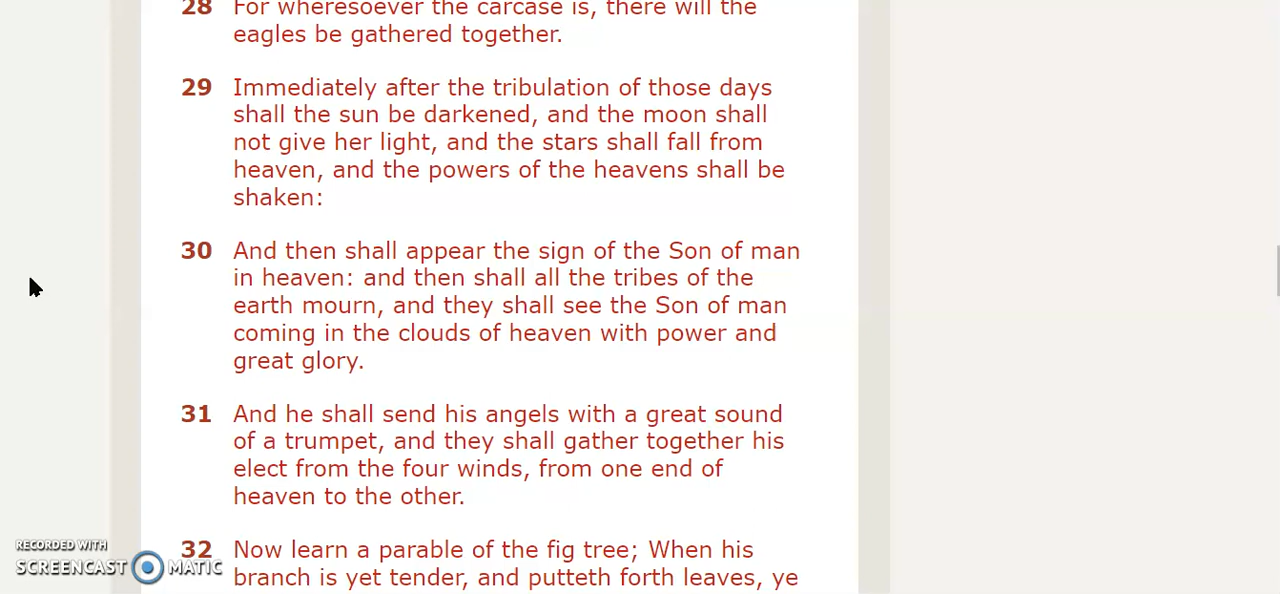 28 For wheresoever the carcase is, there will the
eagles be gathered together.
29 Immediately after the tribulation of those days
shall the sun be darkened, and the moon shall
not give her light, and the stars shall fall from
heaven, and the powers of the heavens shall be
shaken:
30 And then shall appear the sign of the Son of man
in heaven: and then shall all the tribes of the
earth mourn, and they shall see the Son of man
coming in the clouds of heaven with power and
great glory.
31 And he shall send his angels with a great sound
of a trumpet, and they shall gather together his
elect from the four winds, from one end of
heaven to the other.
32 Now learn a parable of the fig tree; When his
branch is yet tender, and putteth forth leaves, ye
RECORDED WITH
SCREENCAST MATIC